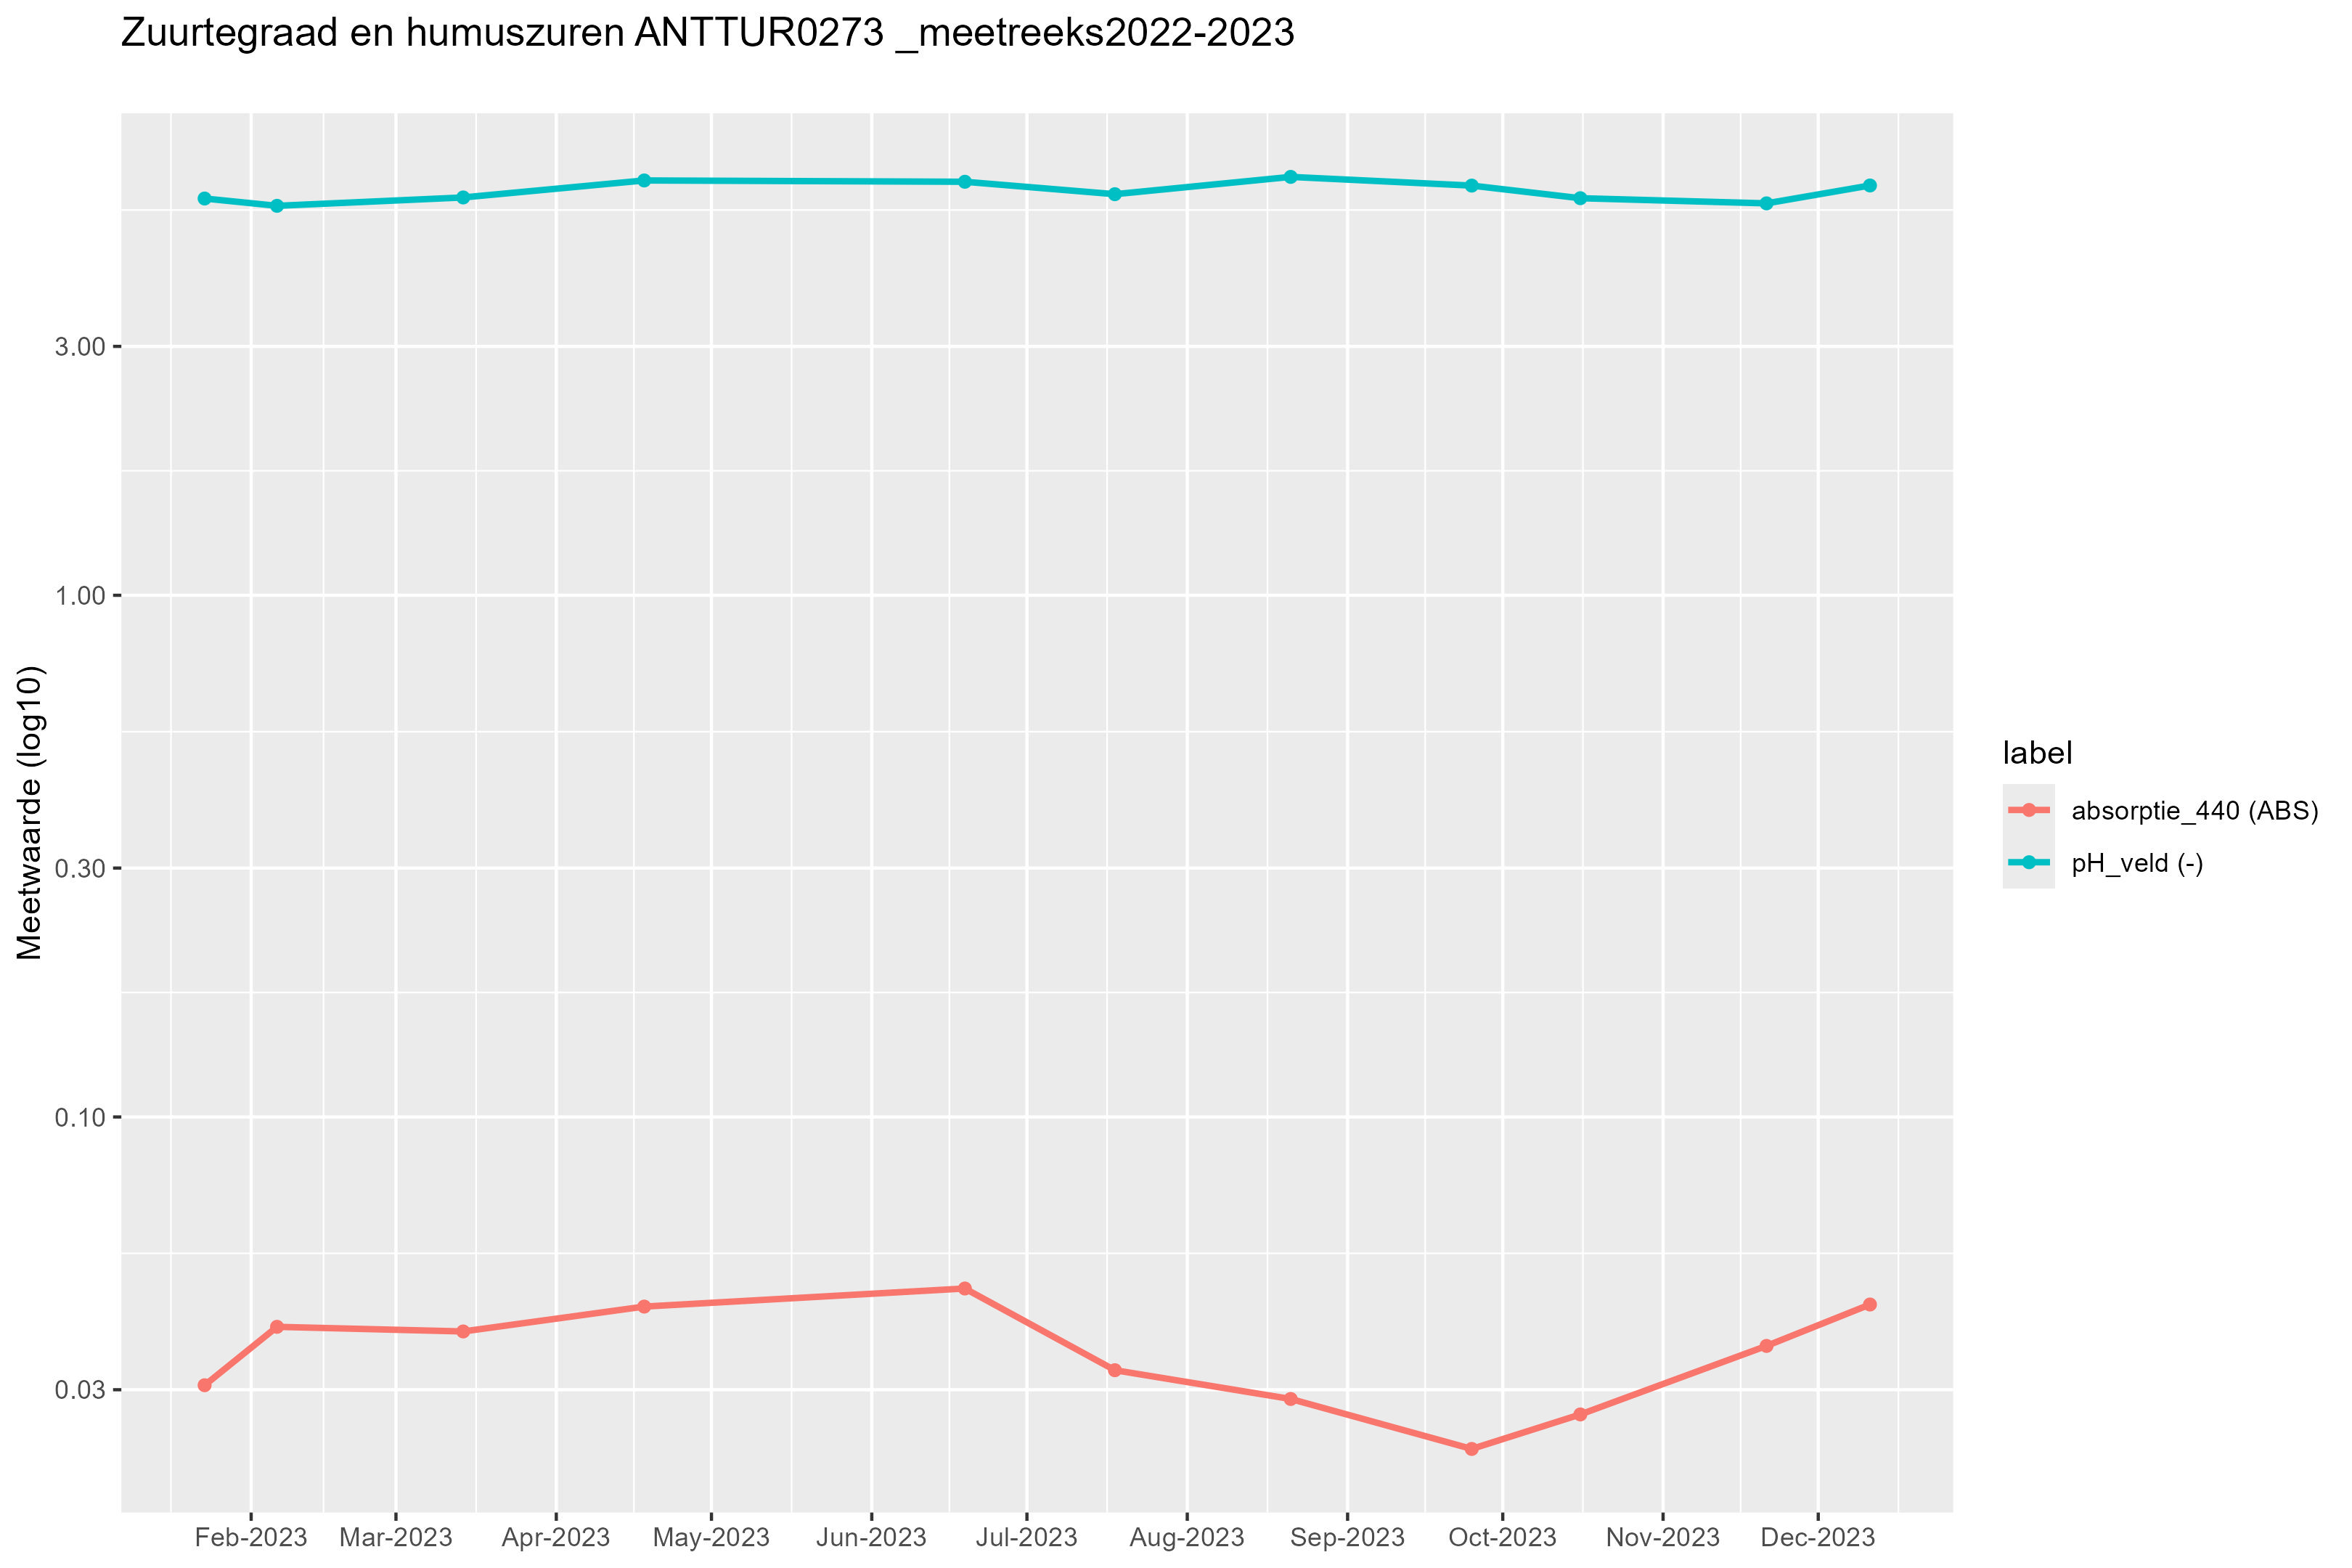 Zuurtegraad en humuszuren ANTTUR0273 _meetreeks2022-2023
Meetwaarde (log10)
3.00
1.00
0.30
0.10
0.03
Feb-2023 Mar-2023 Apr-2023 May-2023 Jun-2023 Jul-2023 Aug-2023 Sep-2023 Oct-2023 Nov-2023 Dec-2023
label
absorptie_440 (ABS)
pH_veld (-)